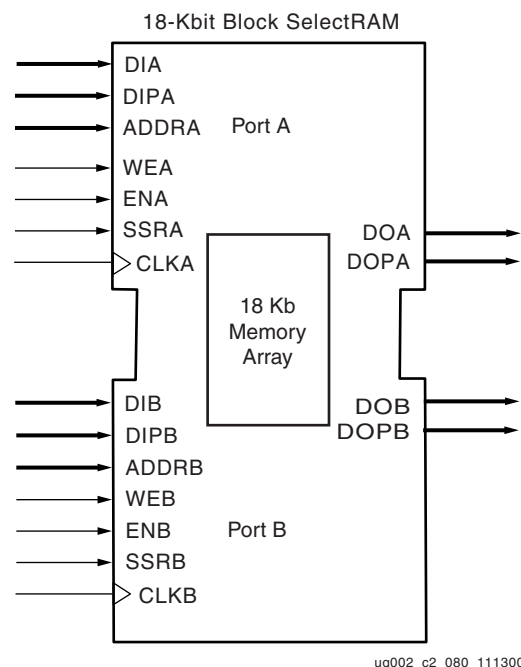 18-Kbit Block SelectRAM
DIA
DIPA
ADDRA
Port A
WEA
ENA
SSRA
CLKA
DOA
DOPA
18 Kb
Memory
Array
DIB
DIPB
ADDRB
WEB
ENB
Port B
SSRB
CLKB
DOB
DOPB
ug002_c2_080_111300